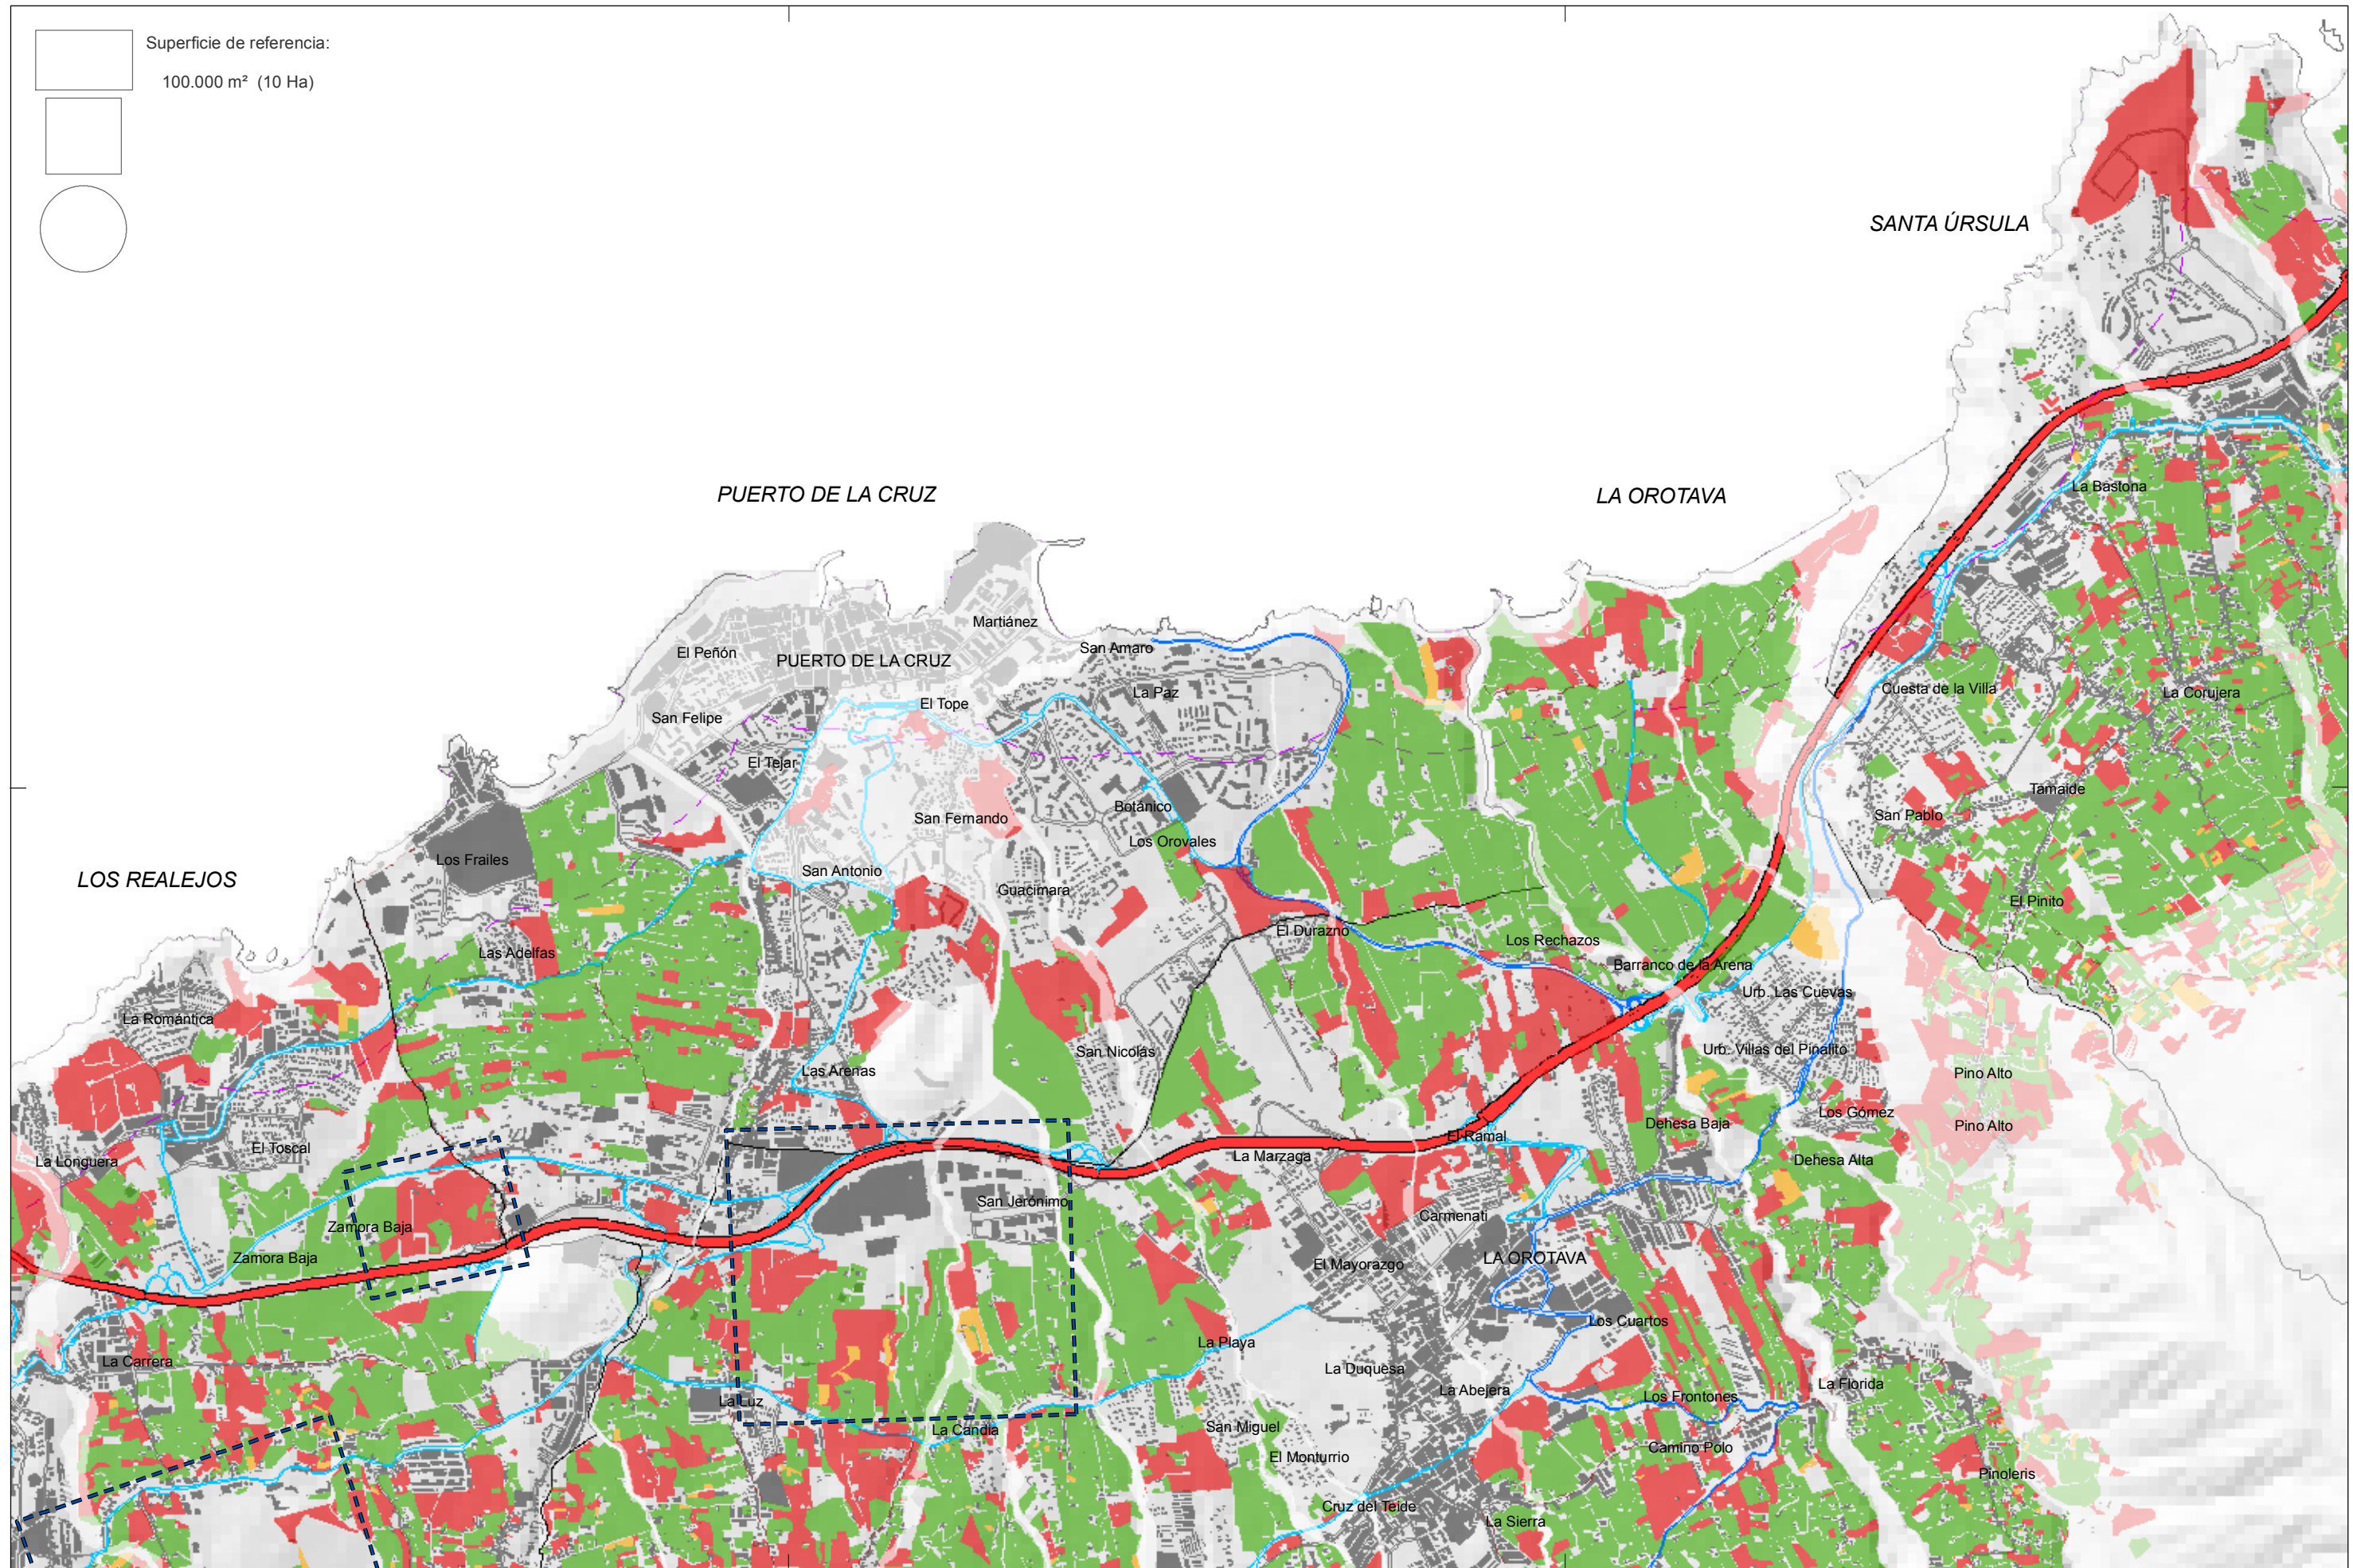 Superficie de referencia:
100.000 m² (10 Ha)
SANTA ÚRSULA
PUERTO DE LA CRUZ
LA OROTAVA
LOS REALEJOS
La Bastona
Martiánez
San Amaro
El Peñón
PUERTO DE LA CRUZ
La Paz
Cuesta de la Villa
La Corujera
El Tope
San Felipe
El Tejar
Botánico
Tamaide
San Fernando
San Pablo
Los Orovales
Los Frailes
San Antonio
Guacimara
El Pinito
El Durazno
Los Rechazos
Las Adelfas
Barranco de la Arena
Urb. Las Cuevas
La Romántica
San Nicolás
Urb. Villas del Pinalito
Las Arenas
Pino Alto
Los Gómez
Dehesa Baja
Pino Alto
El Ramal
El Toscal
La Marzaga
La Longuera
Dehesa Alta
San Jerónimo
Carmenati
Zamora Baja
Zamora Baja
LA OROTAVA
El Mayorazgo
Los Cuartos
La Playa
La Carrera
La Duquesa
La Florida
La Abejera
Los Frontones
La Luz
San Miguel
La Candia
Camino Polo
El Monturrio
Pinoleris
Cruz del Teide
La Sierra